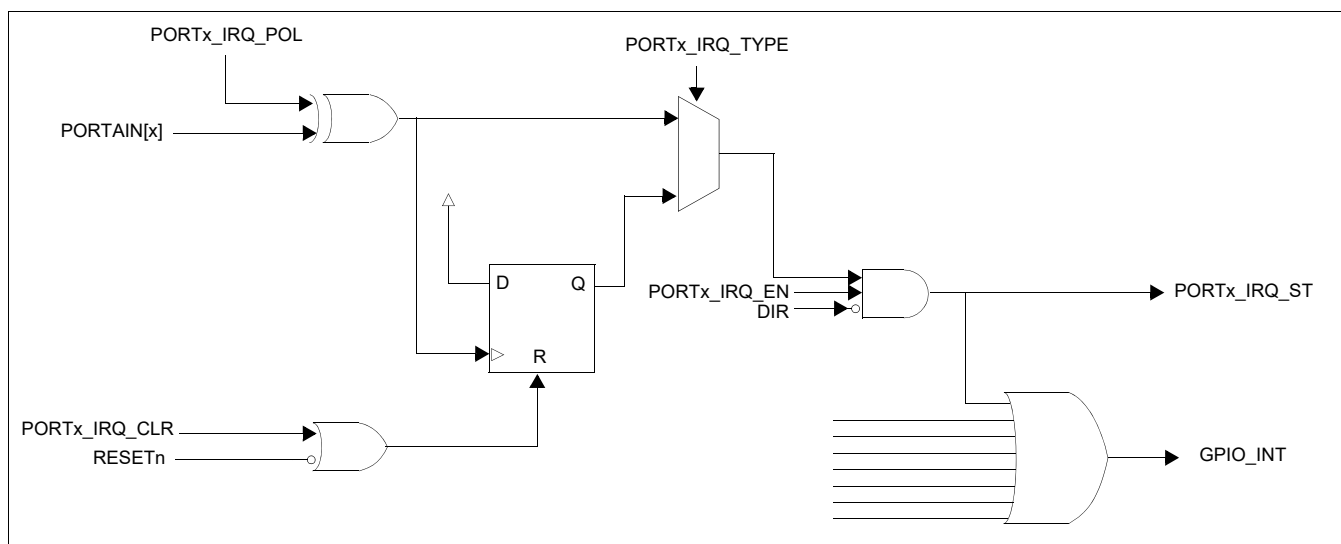 PORTx_IRQ_POL
PORTx_IRQ_TYPE
PORTAIN[x]
D
Q
PORTx_IRQ_EN
DIR
PORTx_IRQ_ST
R
PORTx_IRQ_CLR
RESETn
GPIO_INT